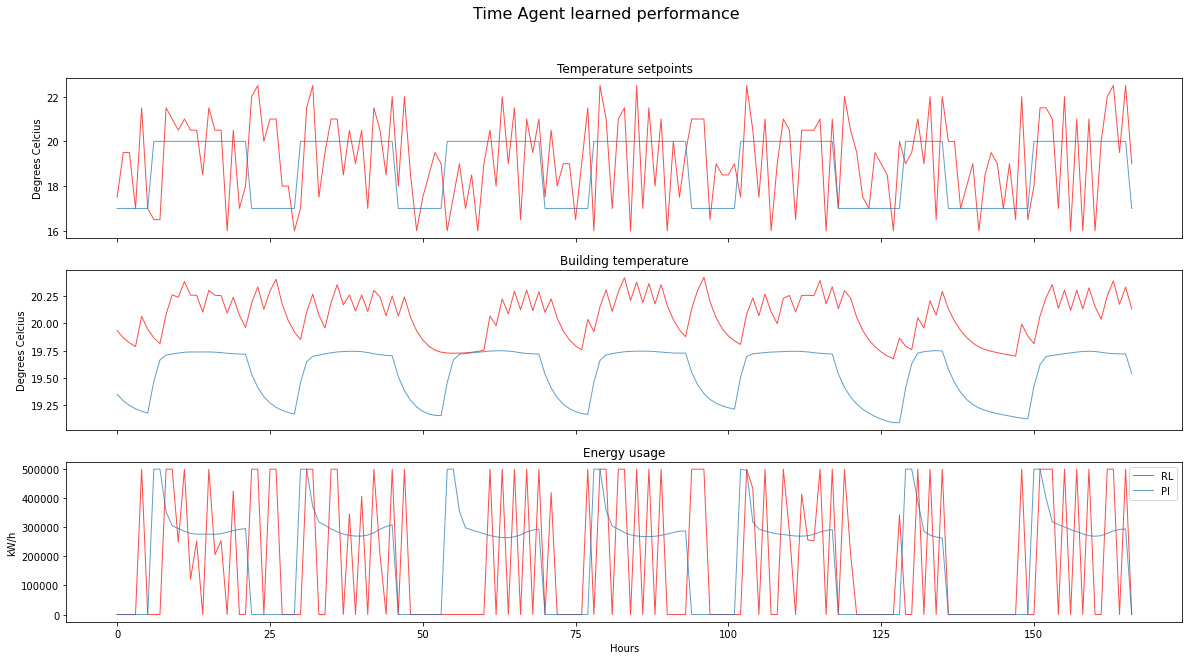 Time Agent learned performance
Temperature setpoints
Degrees Celcius
22
20
18
16
Building temperature
Degrees Celcius
20.25
20.00
19.75
19.50
19.25
Energy usage
kW/h
500000
400000
300000
200000
100000
0
RL
PI
0 25 50 75 100 125 150
Hours